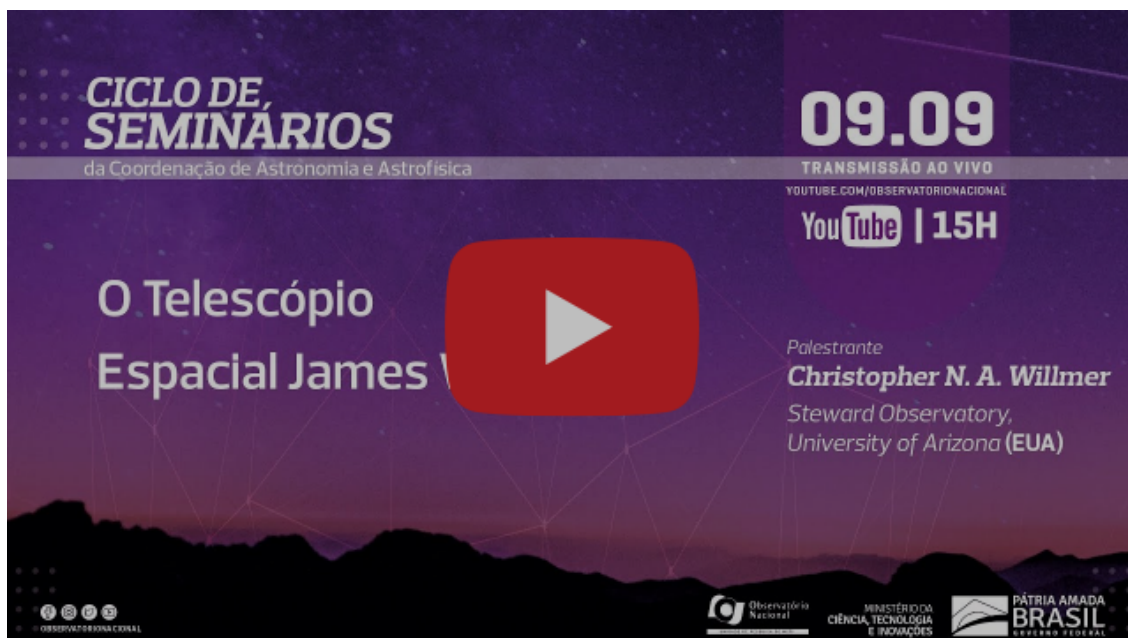 CICLO DE
SEMINÁRIOS
da Coordenação de Astronomia e Astrofísica
09.09
TRANSMISSÃO AO VIVO
YOUTUBE.COM/OBSERVATORIONACIONAL
YouTube | 15H
O Telescópio
Espacial James
Palestrante
Christopher N. A. Willmer
Steward Observatory,
University of Arizona (EUA)
OBSERVATORIONACIONAL
Observatório
Nacional
MINISTÉRIO DA
CIÊNCIA, TECNOLOGIA
E INOVAÇÕES
PÁTRIA AMADA
BRASIL